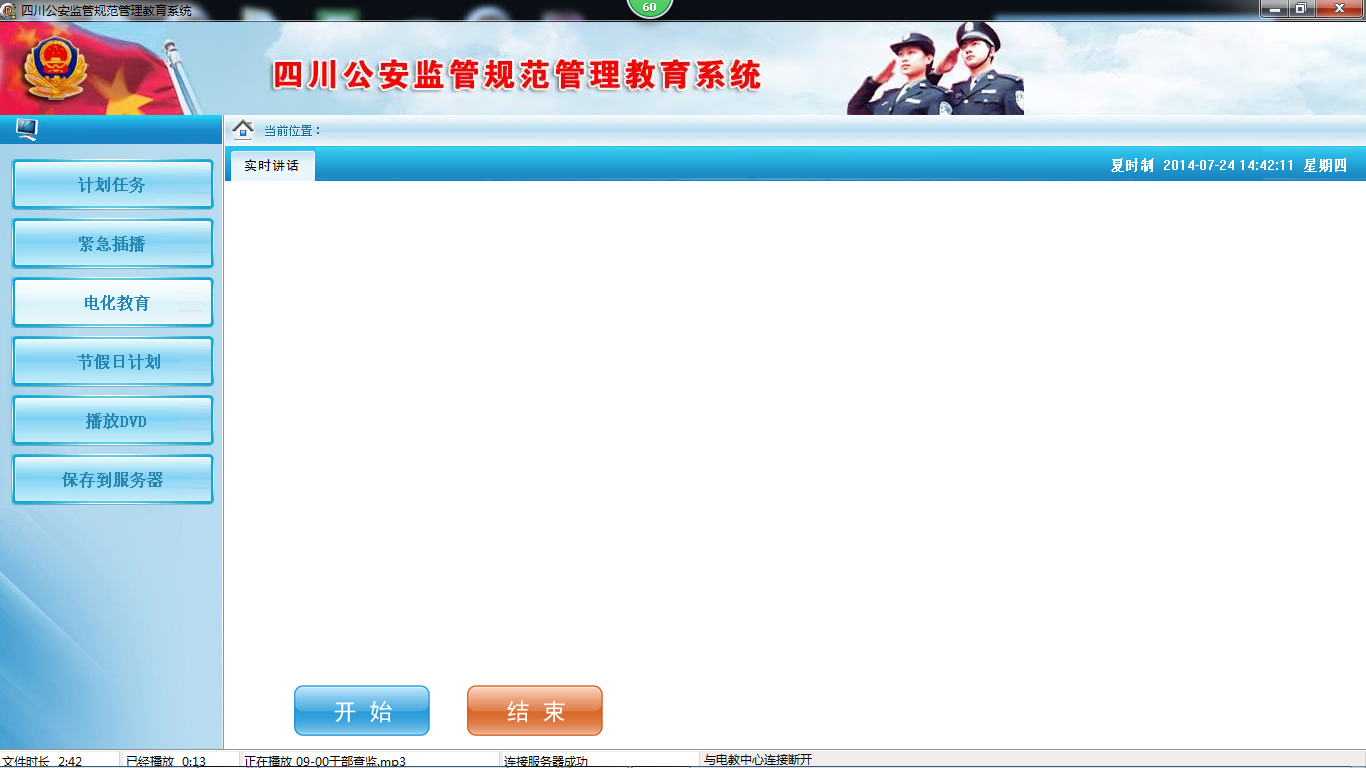 四川公安监管规范管理教育系统
60
四川公安监管规范管理教育系统
当前位置：
实时讲话
夏时制 2014-07-24 14:42:11 星期四
计划任务
紧急插播
电化教育
节假日计划
播放DVD
保存到服务器
开始
结束
文件时长 2:42
已经播放 0:13
正在播放 09-00干部查监.mp3
连接服务器成功
与电教中心连接断开